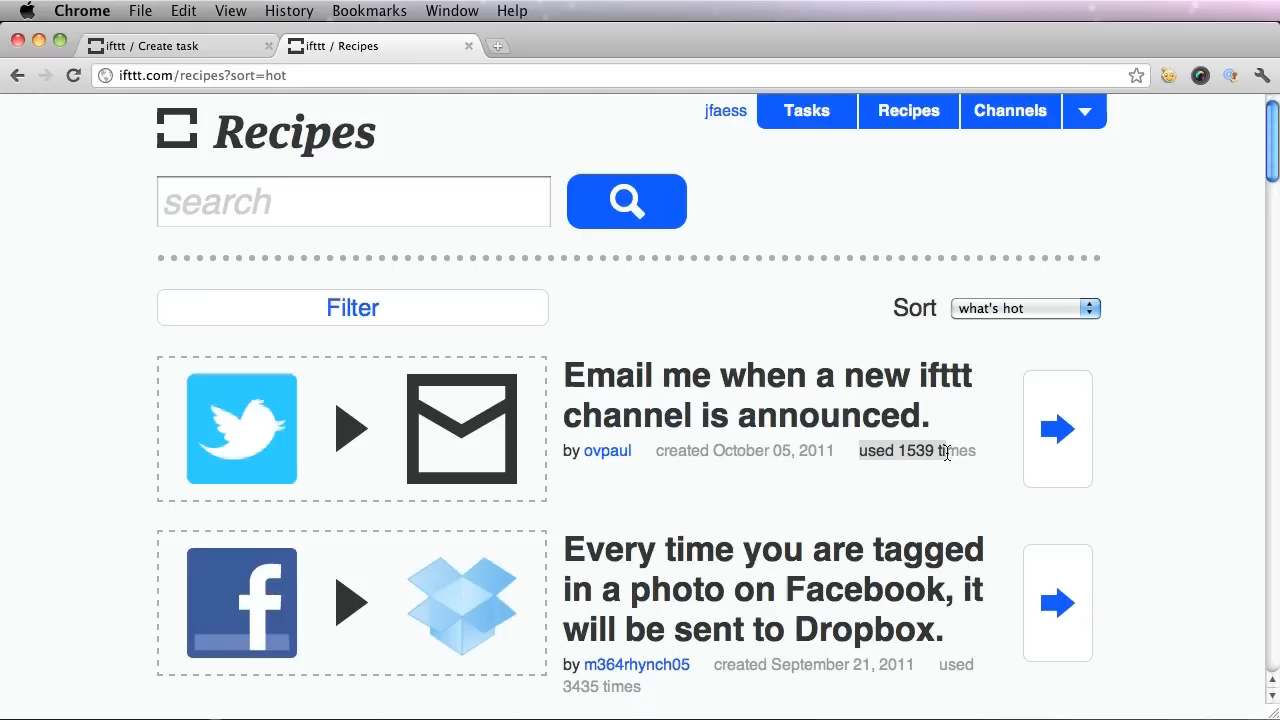 Chrome File Edit View History Bookmarks Window Help
ifttt / Create task ifttt / Recipes
ifttt.com/recipes?sort=hot
jfaess Tasks Recipes Channels
Recipes
search
Filter Sort what's hot
Email me when a new ifttt
channel is announced.
by ovpaul created October 05, 2011 used 1539 times
Every time you are tagged
in a photo on Facebook, it
will be sent to Dropbox.
by m364rhynch05 created September 21, 2011 used
3435 times